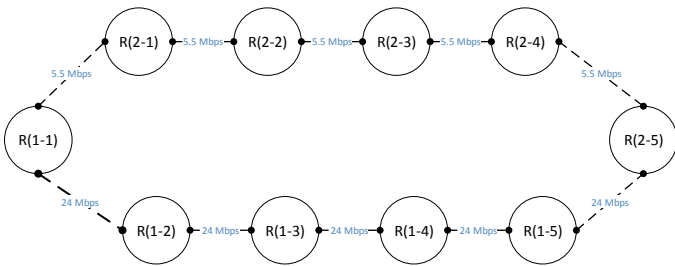 R(2-1) 5.5 Mbps R(2-2) 5.5 Mbps R(2-3) 5.5 Mbps R(2-4)
5.5 Mbps 5.5 Mbps
R(1-1) R(2-5)
24 Mbps 24 Mbps
R(1-2) 24 Mbps R(1-3) 24 Mbps R(1-4) 24 Mbps R(1-5)